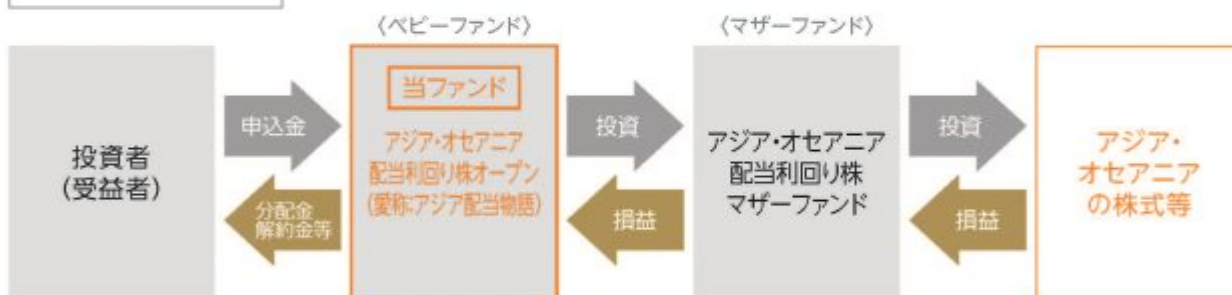 〈ベビーファンド〉
〈マザーファンド〉
投資者
(受益者)
申込金
分配金
解約金等
当ファンド
アジア・オセアニア
配当利回り株オープン
(愛称:アジア配当物語)
投資
損益
アジア・オセアニア
配当利回り株
マザーファンド
投資
損益
アジア・
オセアニア
の株式等